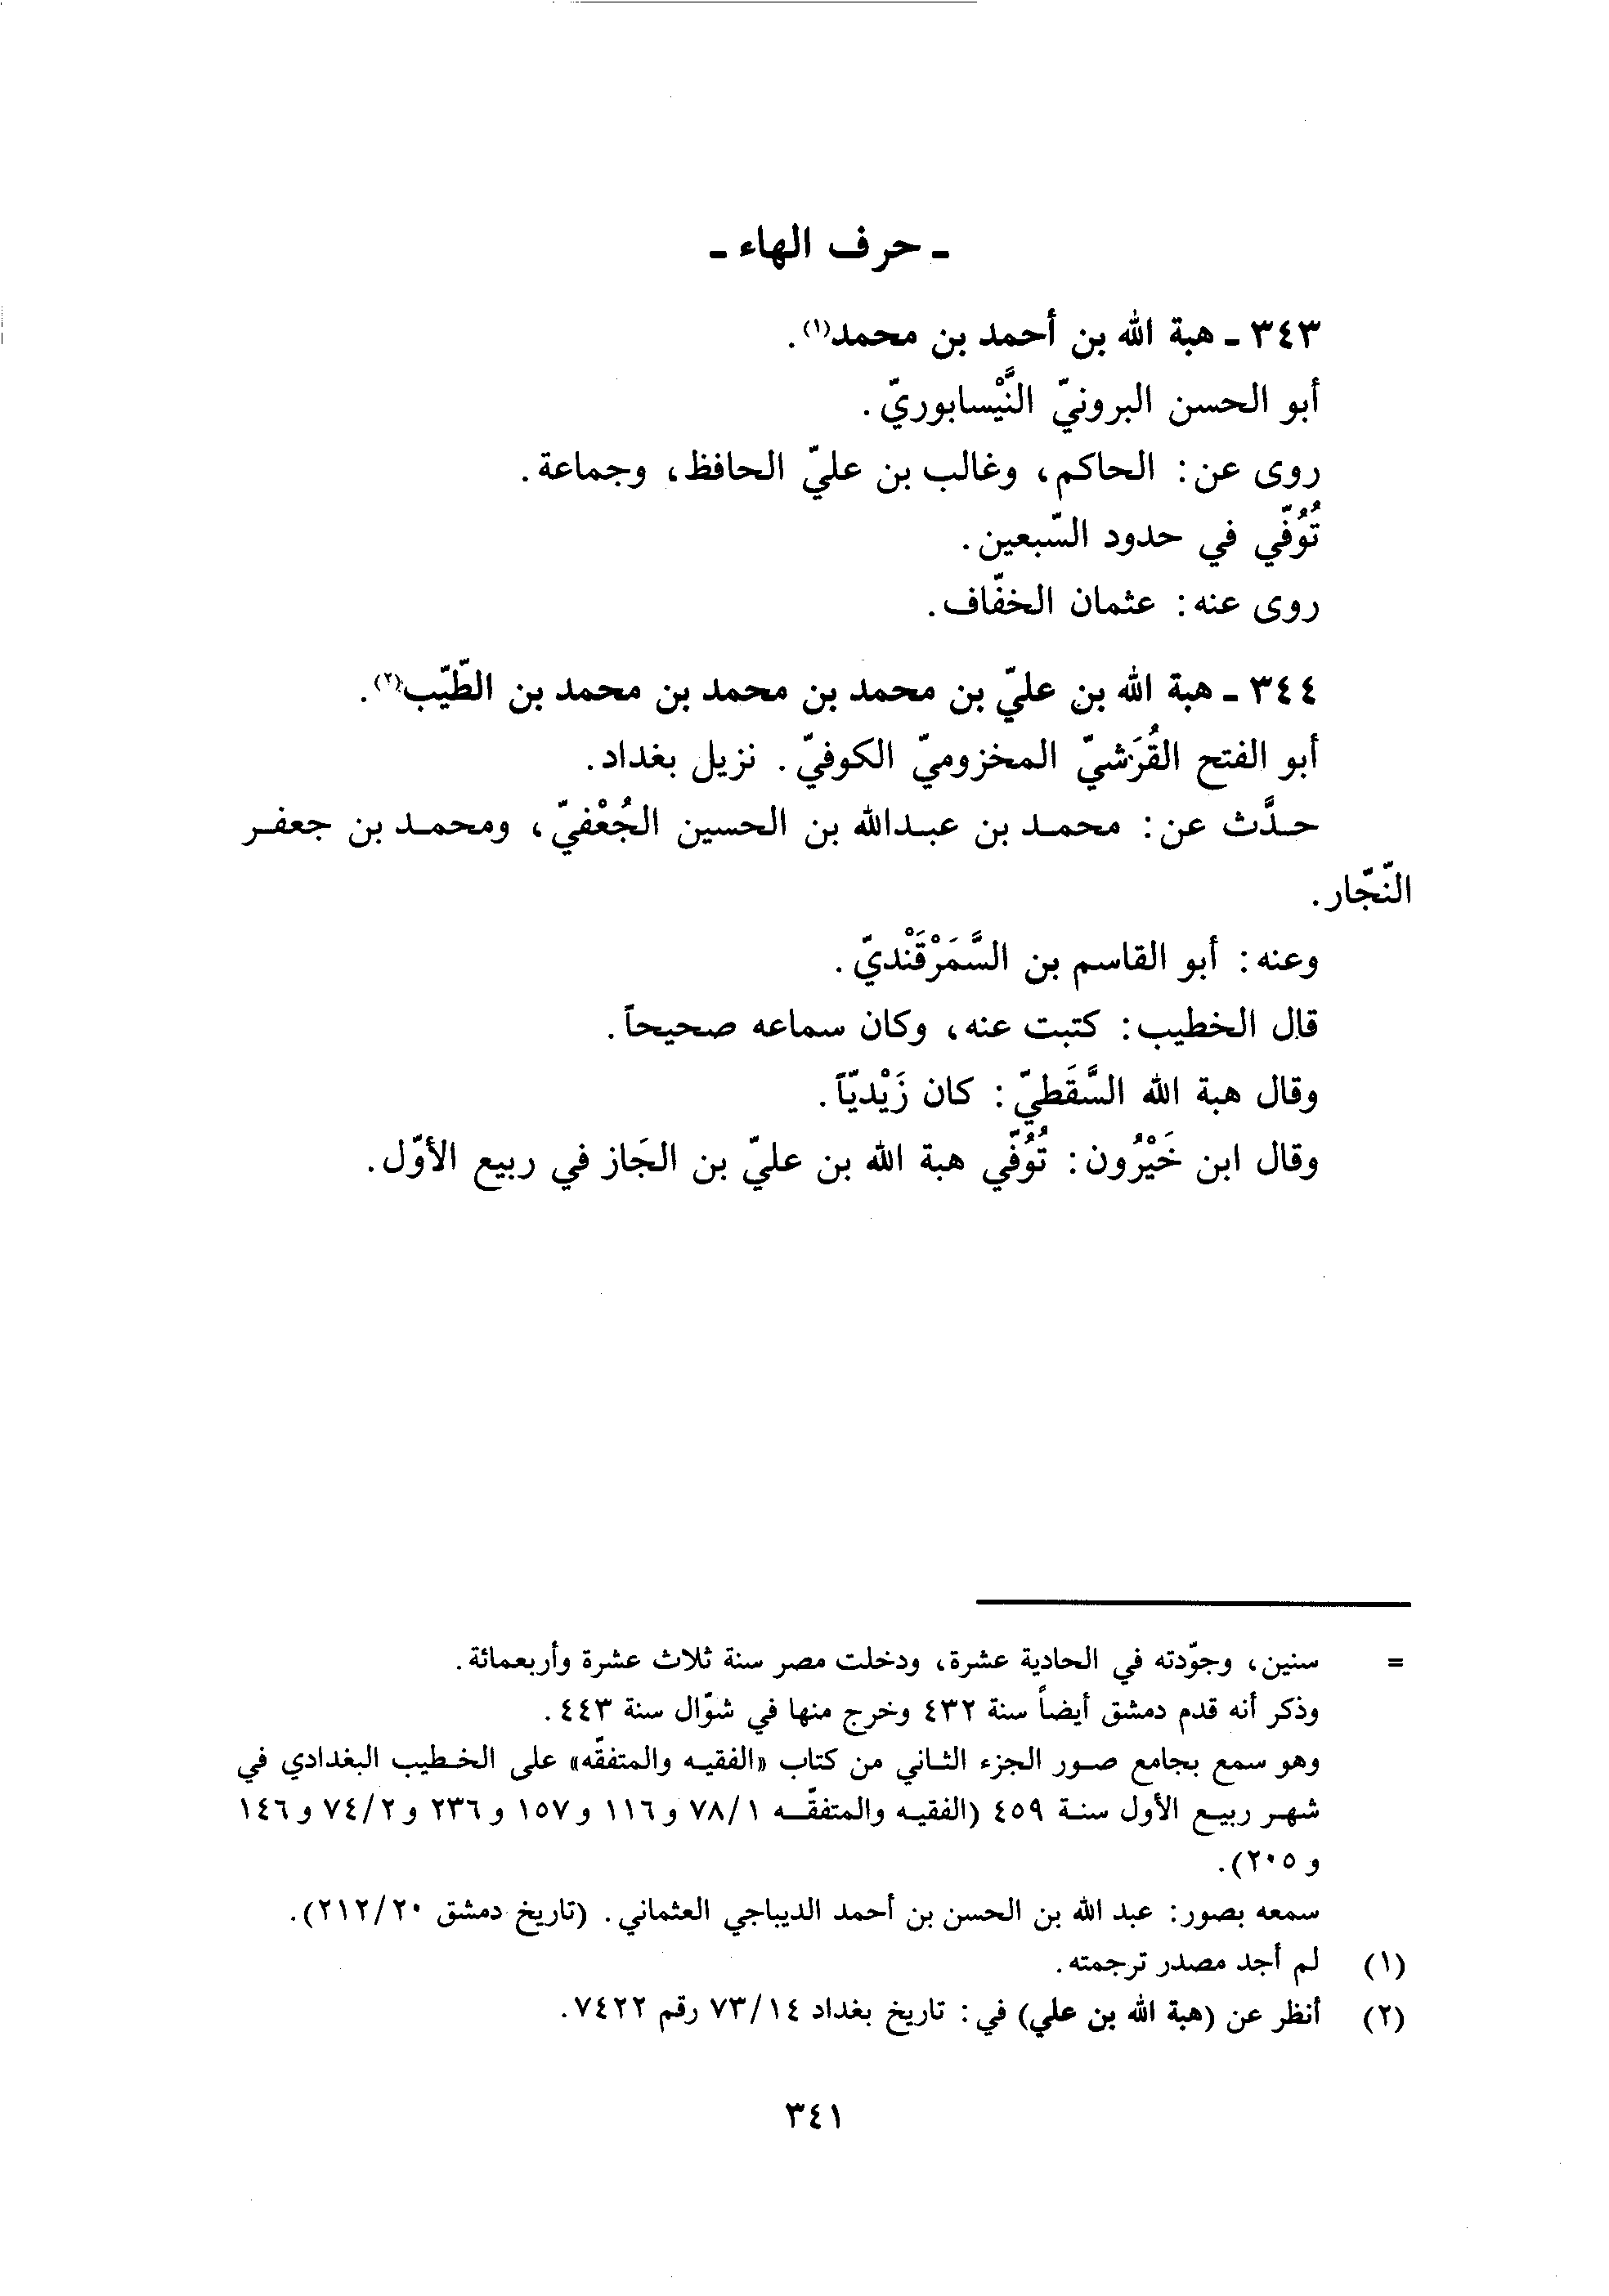 ـ حرف الهاء ـ
٣٤٣ ـ هبة الله بن أحمد بن محمد(١).
أبو الحسن البرونيّ النَّيْسابوريّ.
روى عن: الحاكم، وغالب بن عليّ الحافظ، وجماعة.
تُوُفّي في حدود السّبعين.
روى عنه: عثمان الخفّاف.
٣٤٤ ـ هبة الله بن عليّ بن محمد بن محمد بن محمد بن الطّيّب(٢).
أبو الفتح القُرَشيّ المخزوميّ الكوفيّ. نزيل بغداد.
حدَّث عن: محمد بن عبدالله بن الحسين الجُعْفيّ، ومحمد بن جعفر
النّجّار.
وعنه: أبو القاسم بن السَّمَرْقَنْديّ.
قال الخطيب: كتبت عنه، وكان سماعه صحيحاً.
وقال هبة الله السَّقَطيّ: كان زَيْديّاً.
وقال ابن خَيْرُون: تُوُفّي هبة الله بن عليّ بن الجَاز في ربيع الأوّل.
= سنين، وجوّدته في الحادية عشرة، ودخلت مصر سنة ثلاث عشرة وأربعمائة.
وذكر أنه قدم دمشق أيضاً سنة ٤٣٢ وخرج منها في شوّال سنة ٤٤٣.
وهو سمع بجامع صور الجزء الثاني من كتاب «الفقيه والمتفقّه» على الخطيب البغدادي في
شهر ربيع الأول سنة ٤٥٩ (الفقيه والمتفقّه ٧٨/١ و ١١٦ و ١٥٧ و ٢٣٦ و ٧٤/٢ و ١٤٦
و ٢٠٥).
سمعه بصور: عبد الله بن الحسن بن أحمد الديباجي العثماني. (تاريخ دمشق ٢١٢/٢٠).
(١) لم أجد مصدر ترجمته.
(٢) أنظر عن (هبة الله بن علي) في: تاريخ بغداد ٧٣/١٤ رقم ٧٤٢٢.
٣٤١